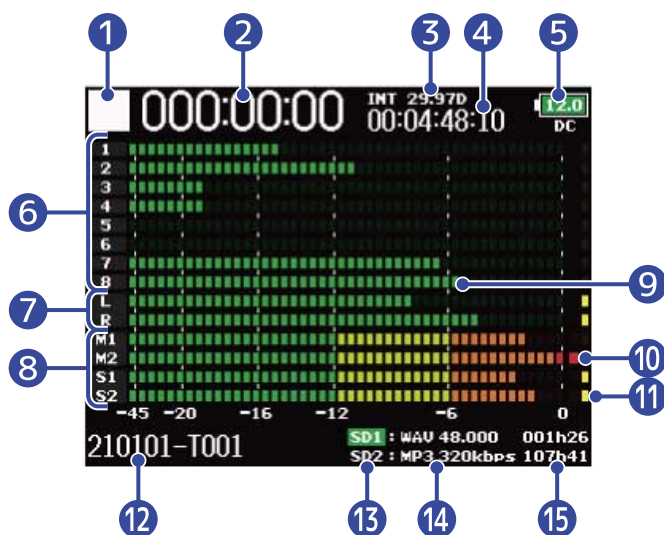 1 2 3 4 5
000:00:00 INT 29.97D
00:04:48:10
12.0
DC
6
1
2
3
4
5
6
7
8
9
7
L
R
8
M1
M2
10
S1
S2
11
-45 -20 -16 -12 -6 0
210101-T001
SD1 : WAV 48.000 001h26
SD2 : MP3 320kbps 107h41
12 13 14 15